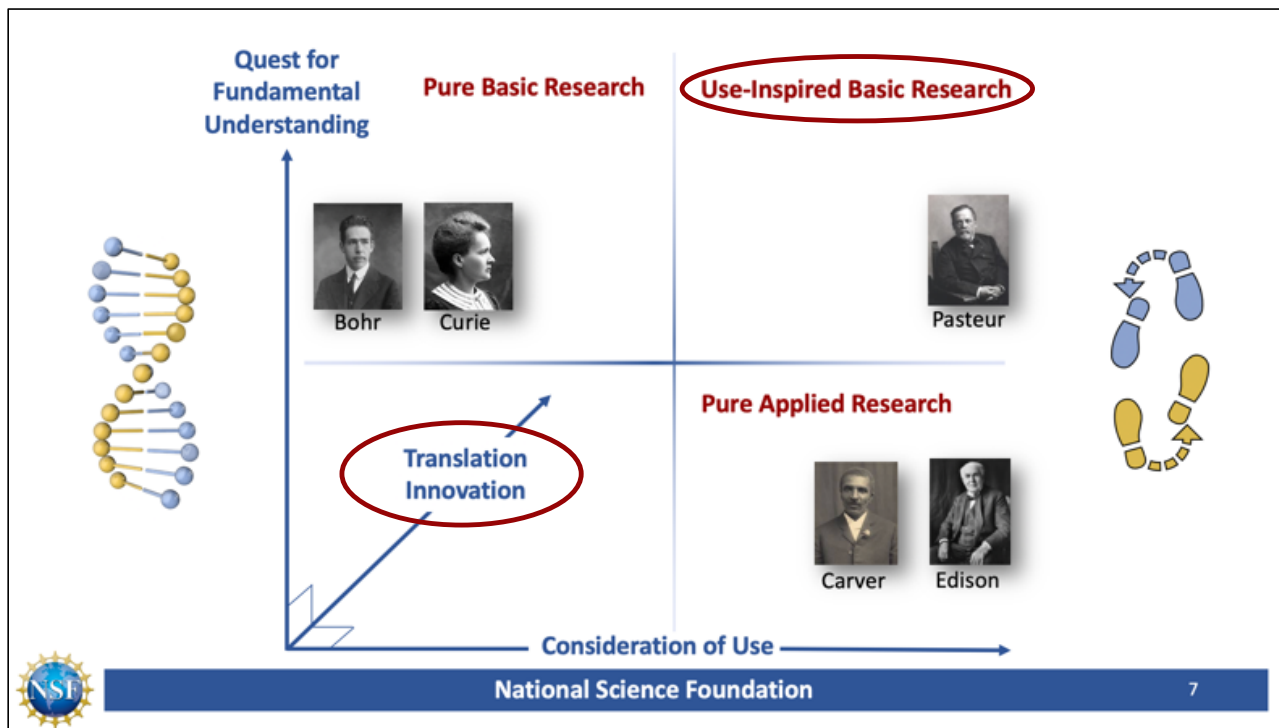 Quest for
Fundamental
Understanding
Pure Basic Research
Use-Inspired Basic Research
Bohr
Curie
Pasteur
Translation
Innovation
Pure Applied Research
Carver
Edison
Consideration of Use
NSF
National Science Foundation
7